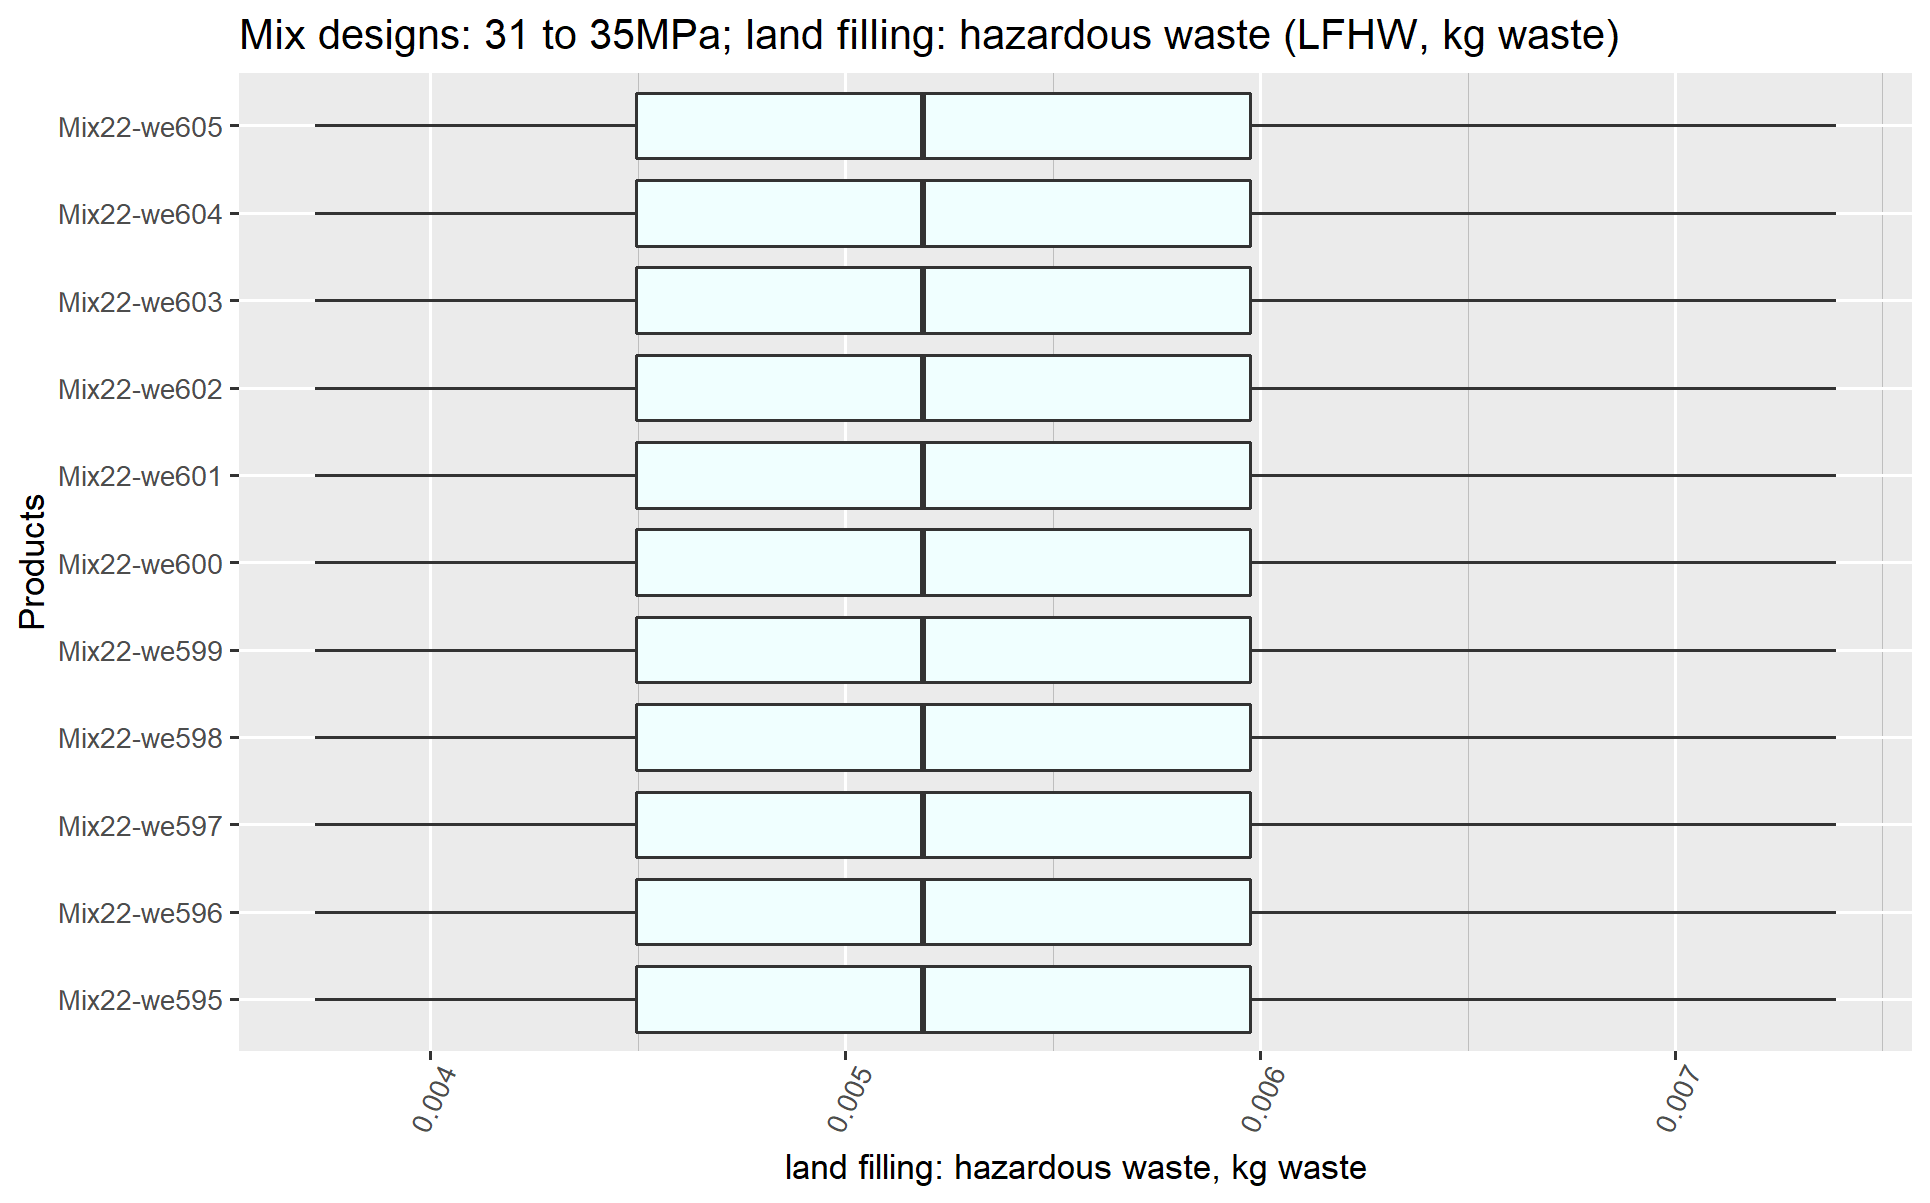 Mix designs: 31 to 35MPa; land filling: hazardous waste (LFHW, kg waste)
Products
Mix22-we605
Mix22-we604
Mix22-we603
Mix22-we602
Mix22-we601
Mix22-we600
Mix22-we599
Mix22-we598
Mix22-we597
Mix22-we596
Mix22-we595
0.004
0.005
0.006
0.007
land filling: hazardous waste, kg waste